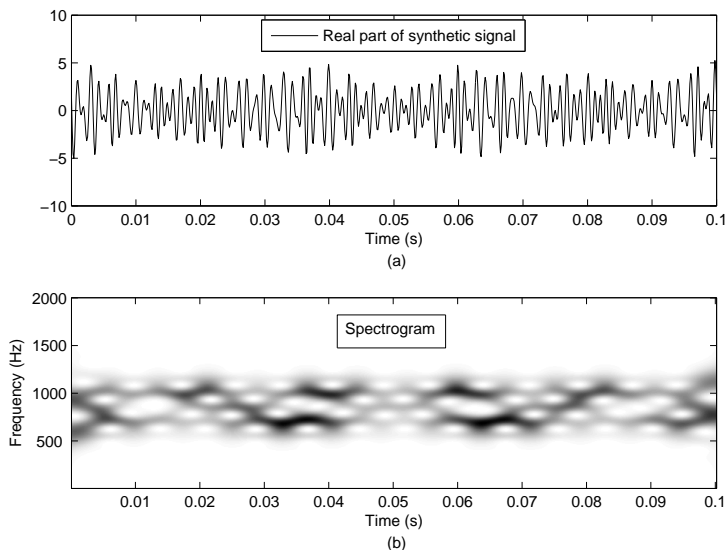 10
5
0
−5
−10
Real part of synthetic signal
0 0.01 0.02 0.03 0.04 0.05 0.06 0.07 0.08 0.09 0.1
Time (s)
(a)
2000
1500
1000
500
Frequency (Hz)
Spectrogram
0.01 0.02 0.03 0.04 0.05 0.06 0.07 0.08 0.09 0.1
Time (s)
(b)